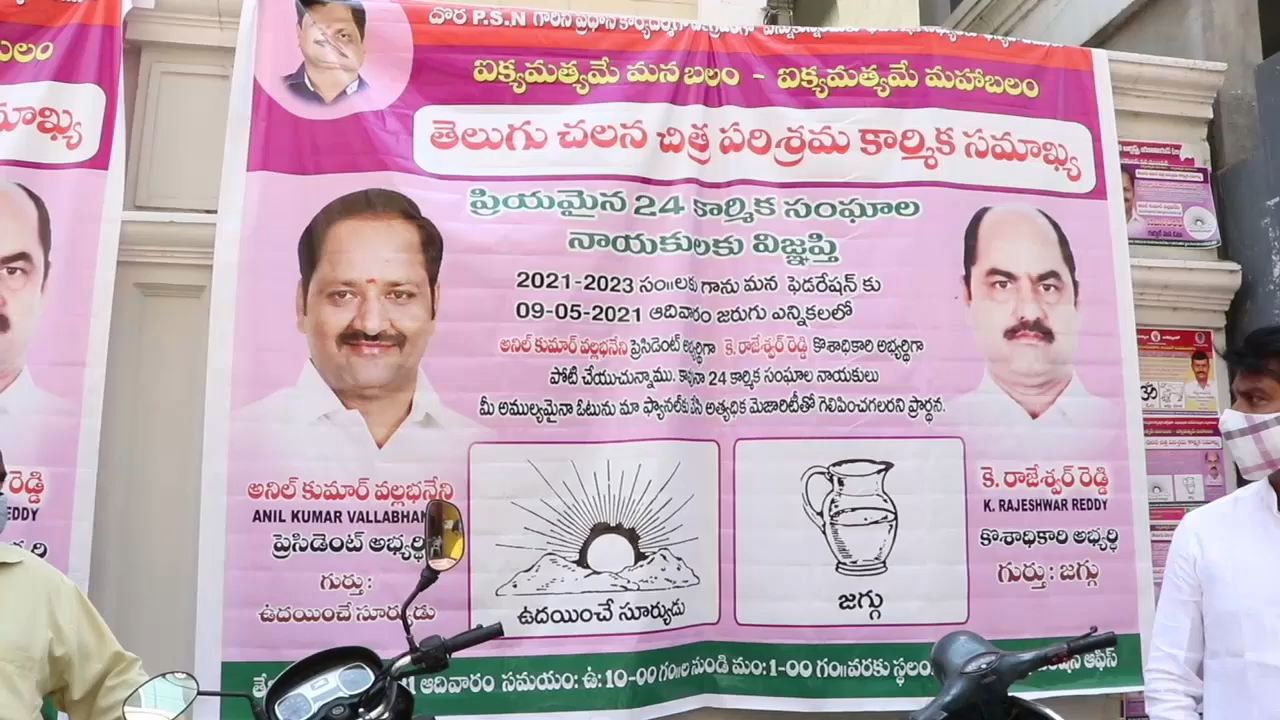 దొర P.S.N గారిని ప్రధాన కార్యదర్శిగా
ఐక్యమత్యమే మన బలం - ఐక్యమత్యమే మహాబలం
తెలుగు చలన చిత్ర పరిశ్రమ కార్మిక సమాఖ్య
ప్రియమైన 24 కార్మిక సంఘాల
నాయకులకు విజ్ఞప్తి
2021-2023 సం॥లకు గాను మన ఫెడరేషన్ కు
09-05-2021 ఆదివారం జరుగు ఎన్నికలలో
అనిల్ కుమార్ వల్లభనేని ప్రెసిడెంట్ అభ్యర్థిగా కె. రాజేశ్వర్ రెడ్డి కొశాధికారి అభ్యర్థిగా
పోటి చేయుచున్నాము. కావునా 24 కార్మిక సంఘాల నాయకులు
మీ అముల్యమైనా ఓటును మా ప్యానల్‌కు వేసి అత్యధిక మెజారిటీతో గెలిపించగలరని ప్రార్థన.
అనిల్ కుమార్ వల్లభనేని
ANIL KUMAR
ప్రెసిడెంట్ అభ్యర్థి
గుర్తు :
ఉదయించే సూర్యుడు
ఉదయించే సూర్యుడు
జగ్గు
కె. రాజేశ్వర్ రెడ్డి
K. RAJESHWAR REDDY
కొశాధికారి అభ్యర్థి
గుర్తు : జగ్గు
ఆదివారం సమయం: ఉ: 10-00 గం॥ల నుండి మం: 1-00 గం॥వరకు స్థలం: ఆఫీస్